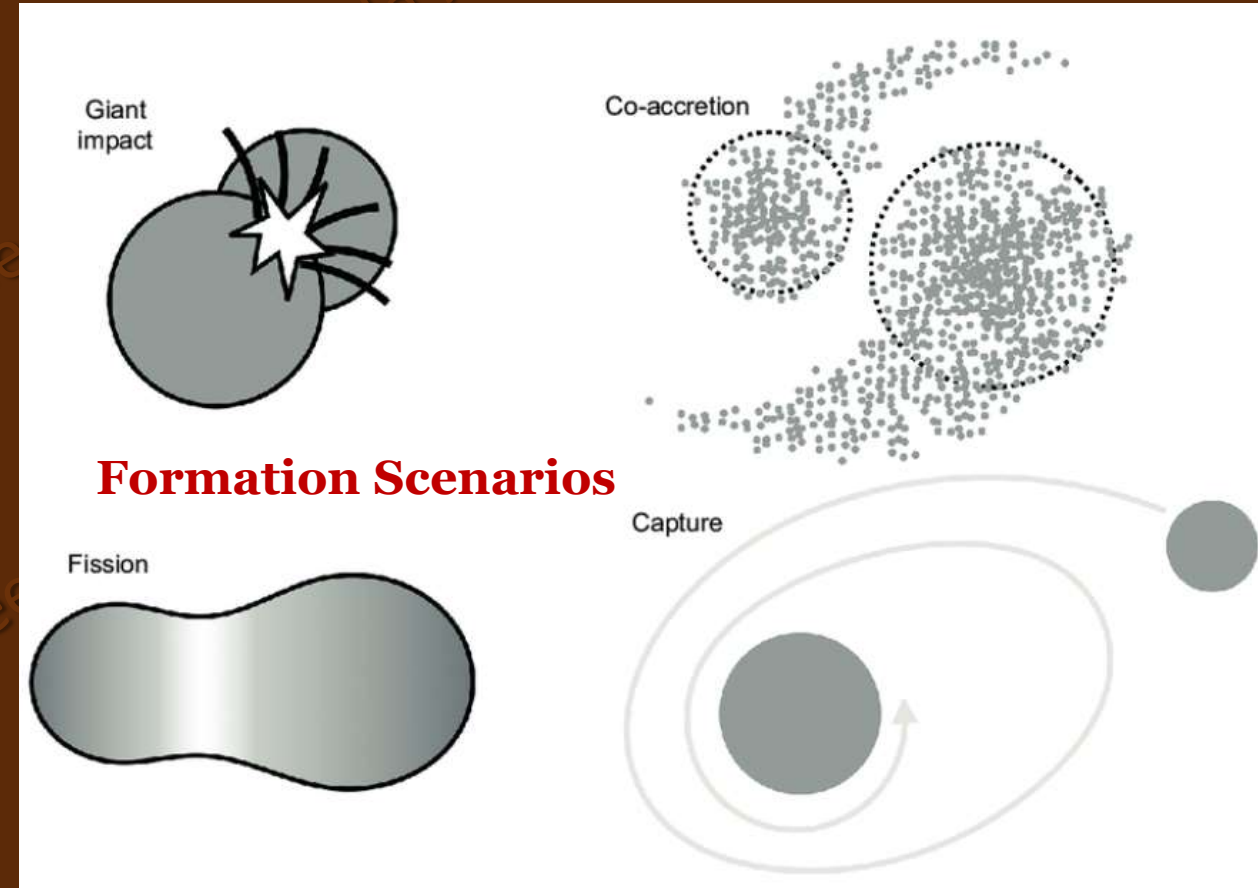 Giant
impact
Co-accretion
Formation Scenarios
Capture
Fission